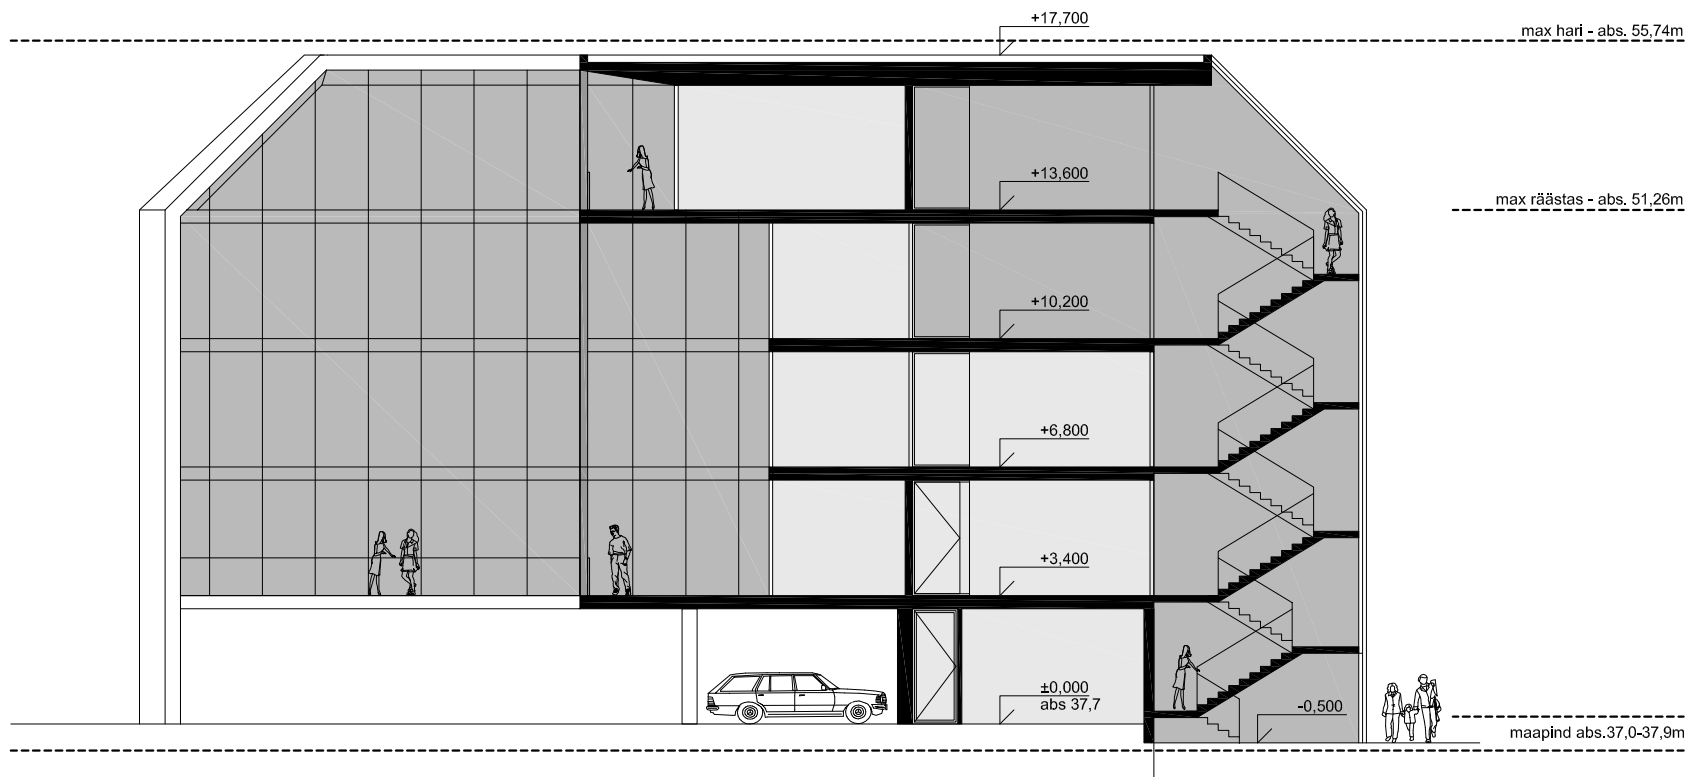 +17,700
max hari - abs. 55,74m
+13,600
max räästas - abs. 51,26m
+10,200
+6,800
+3,400
±0,000
abs 37,7
-0,500
maapind abs.37,0-37,9m